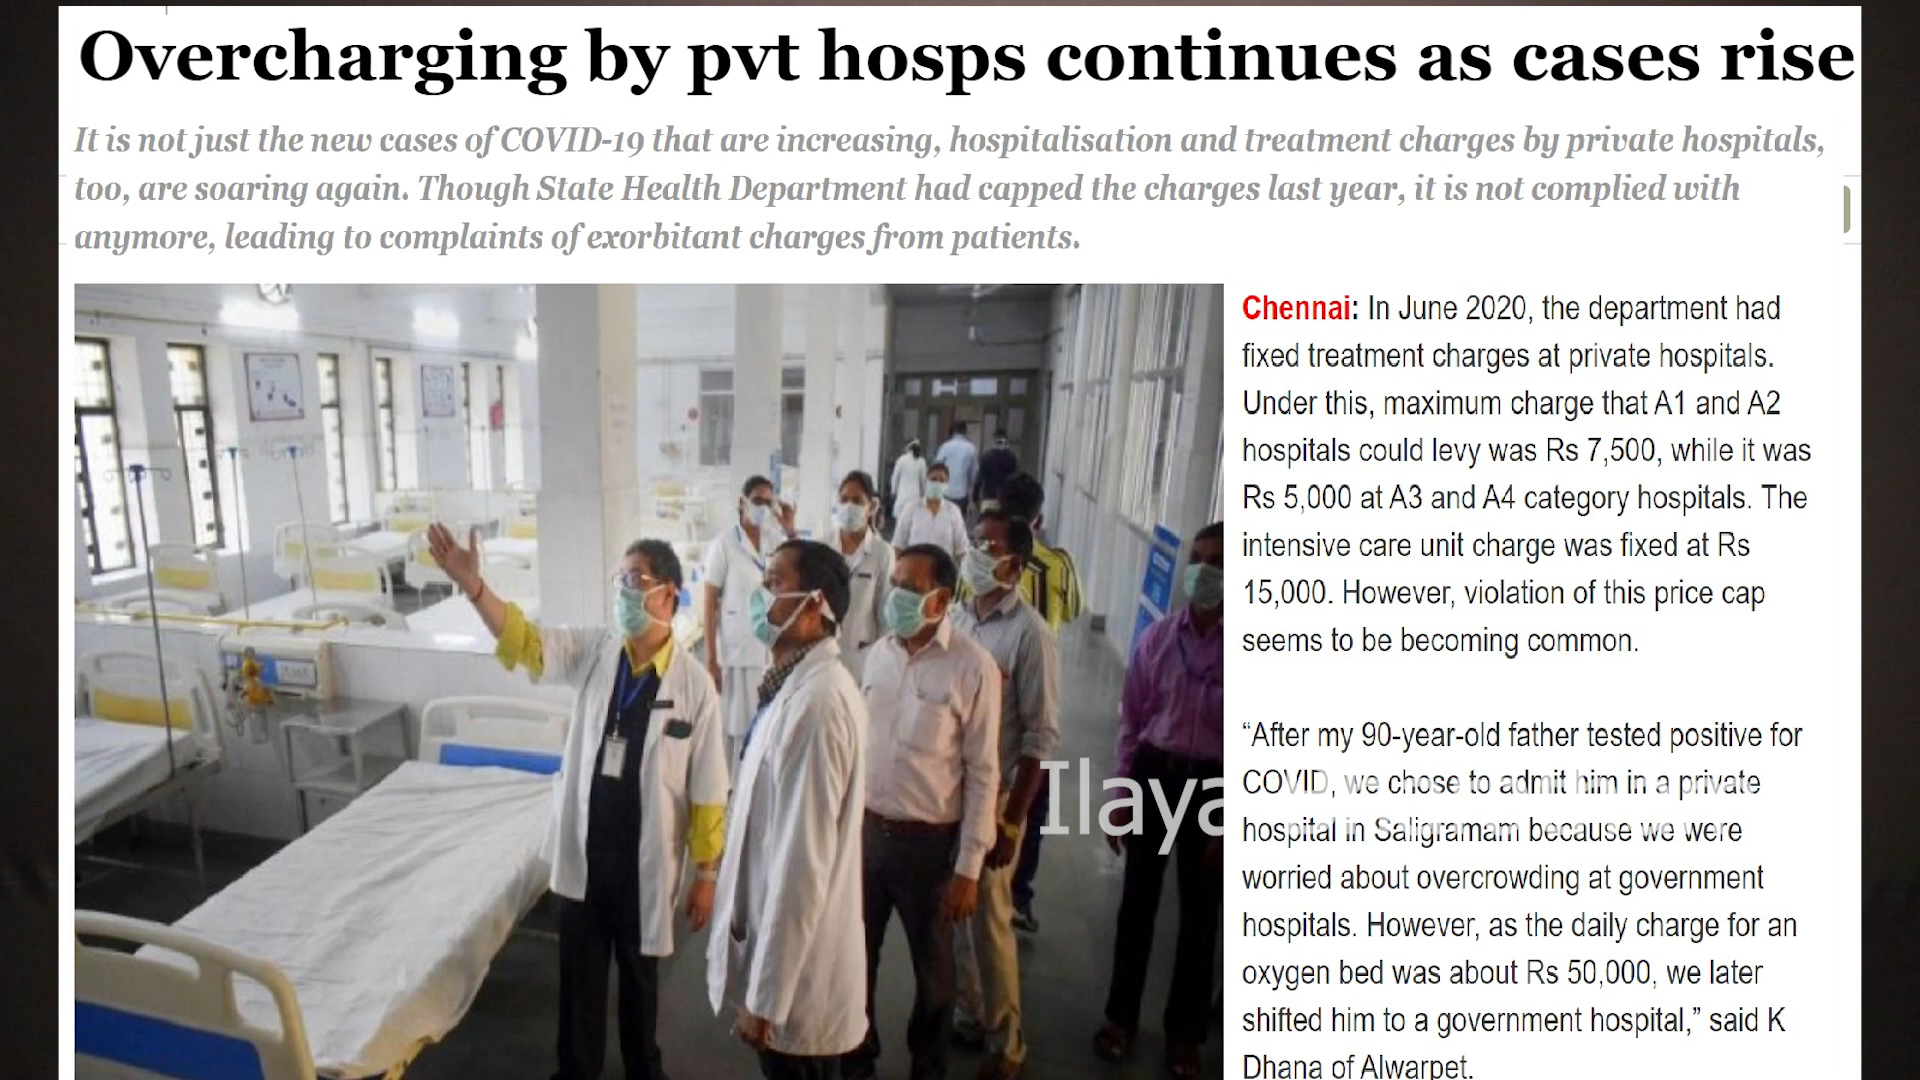 Overcharging by pvt hosps continues as cases rise
It is not just the new cases of COVID-19 that are increasing, hospitalisation and treatment charges by private hospitals,
too, are soaring again. Though State Health Department had capped the charges last year, it is not complied with
anymore, leading to complaints of exorbitant charges from patients.
Chennai: In June 2020, the department had
fixed treatment charges at private hospitals.
Under this, maximum charge that A1 and A2
hospitals could levy was Rs 7,500, while it was
Rs 5,000 at A3 and A4 category hospitals. The
intensive care unit charge was fixed at Rs
15,000. However, violation of this price cap
seems to be becoming common.
“After my 90-year-old father tested positive for
COVID, we chose to admit him in a private
hospital in Saligramam because we were
worried about overcrowding at government
hospitals. However, as the daily charge for an
oxygen bed was about Rs 50,000, we later
shifted him to a government hospital,” said K
Dhana of Alwarpet.